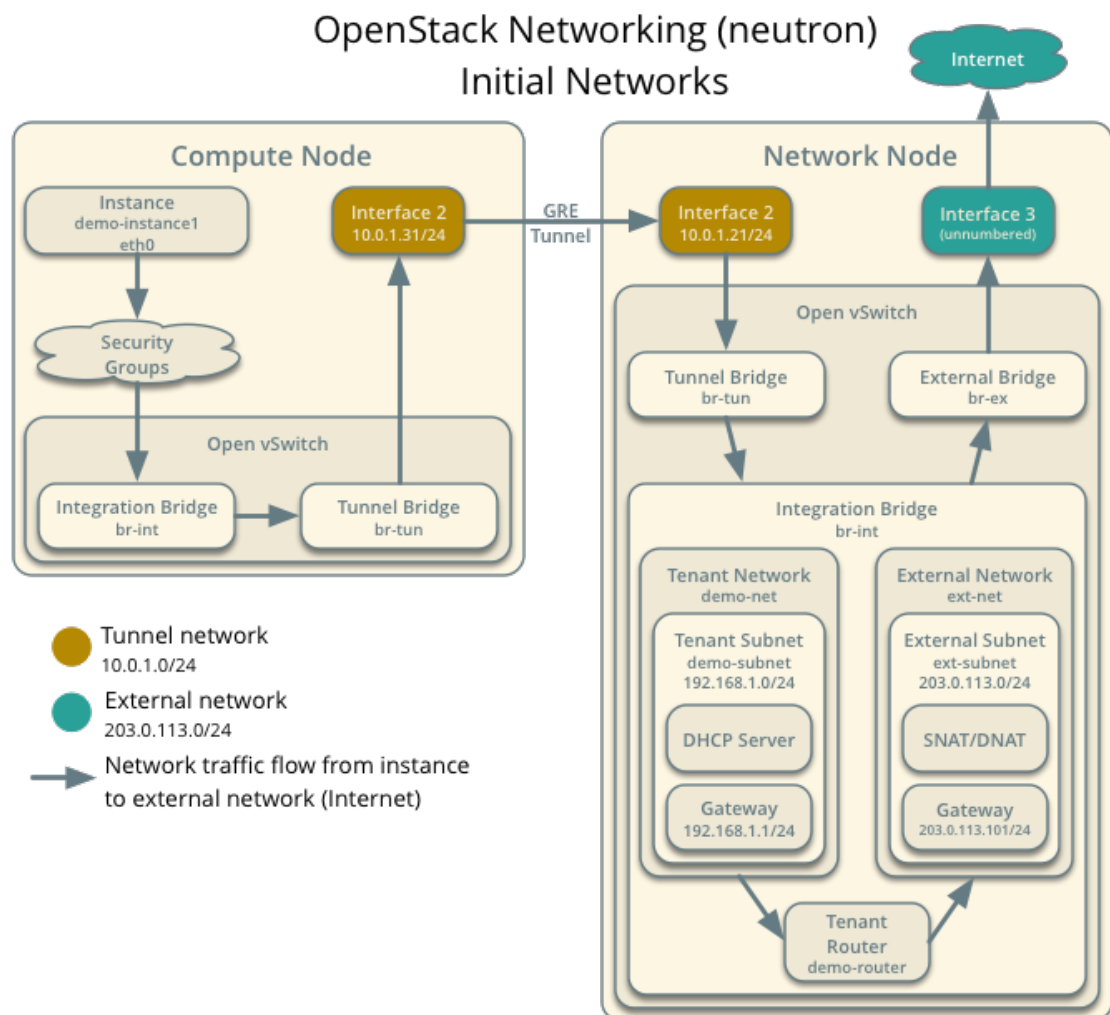 OpenStack Networking (neutron)
Initial Networks
Internet
Compute Node
Instance
demo-instance1
eth0
Interface 2
10.0.1.31/24
Security
Groups
Open vSwitch
Integration Bridge
br-int
Tunnel Bridge
br-tun
GRE
Tunnel
Network Node
Interface 2
10.0.1.21/24
Interface 3
(unnumbered)
Open vSwitch
Tunnel Bridge
br-tun
External Bridge
br-ex
Integration Bridge
br-int
Tenant Network
demo-net
Tenant Subnet
demo-subnet
192.168.1.0/24
DHCP Server
Gateway
192.168.1.1/24
External Network
ext-net
External Subnet
ext-subnet
203.0.113.0/24
SNAT/DNAT
Gateway
203.0.113.101/24
Tenant
Router
demo-router
Tunnel network
10.0.1.0/24
External network
203.0.113.0/24
Network traffic flow from instance
to external network (Internet)